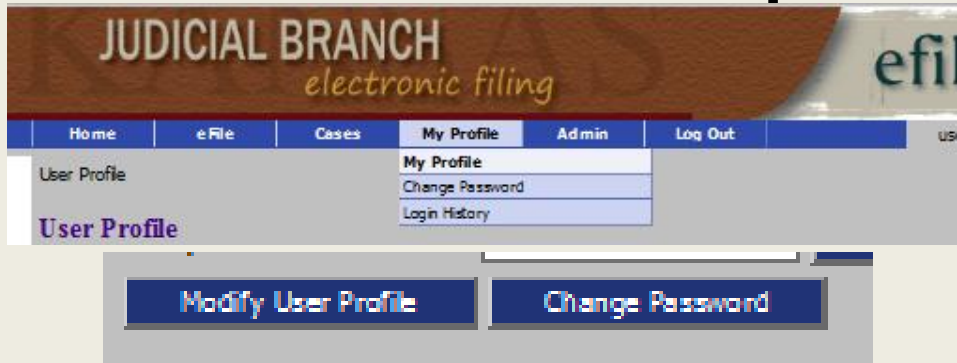 JUDICIAL BRANCH
electronic filing
efil
Home eFile Cases My Profile Admin Log Out
My Profile
User Profile
Change Password
Login History
User Profile
Modify User Profile Change Password